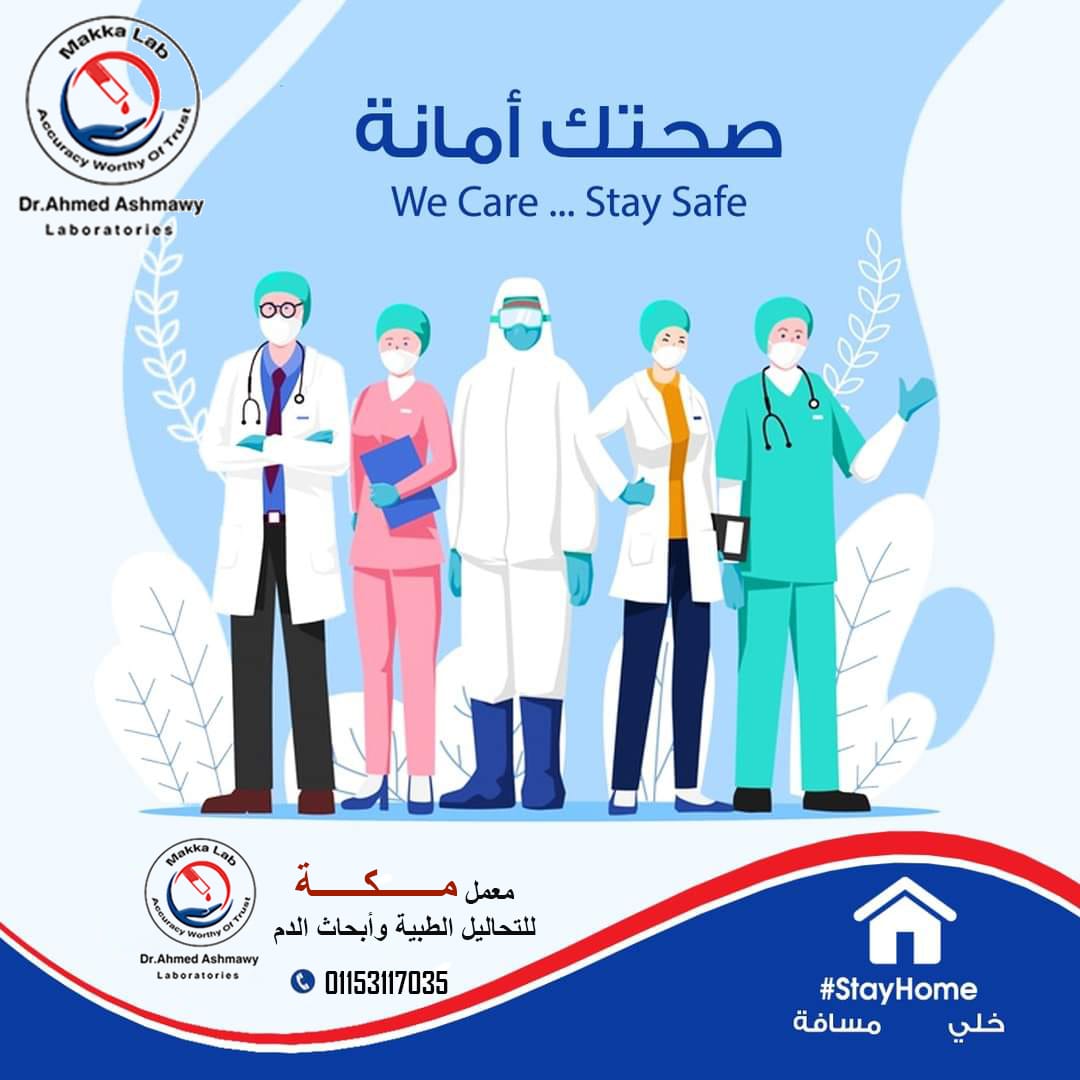 Makka Lab
Accuracy Worthy Of Trust
Dr.Ahmed Ashmawy
Laboratories
صحتك أمانة
We Care ... Stay Safe
Makka Lab
Accuracy Worthy Of Trust
Dr.Ahmed Ashmawy
Laboratories
معمل مــــكــــة
للتحاليل الطبية وأبحاث الدم
01153117035
#StayHome
خلي مسافة